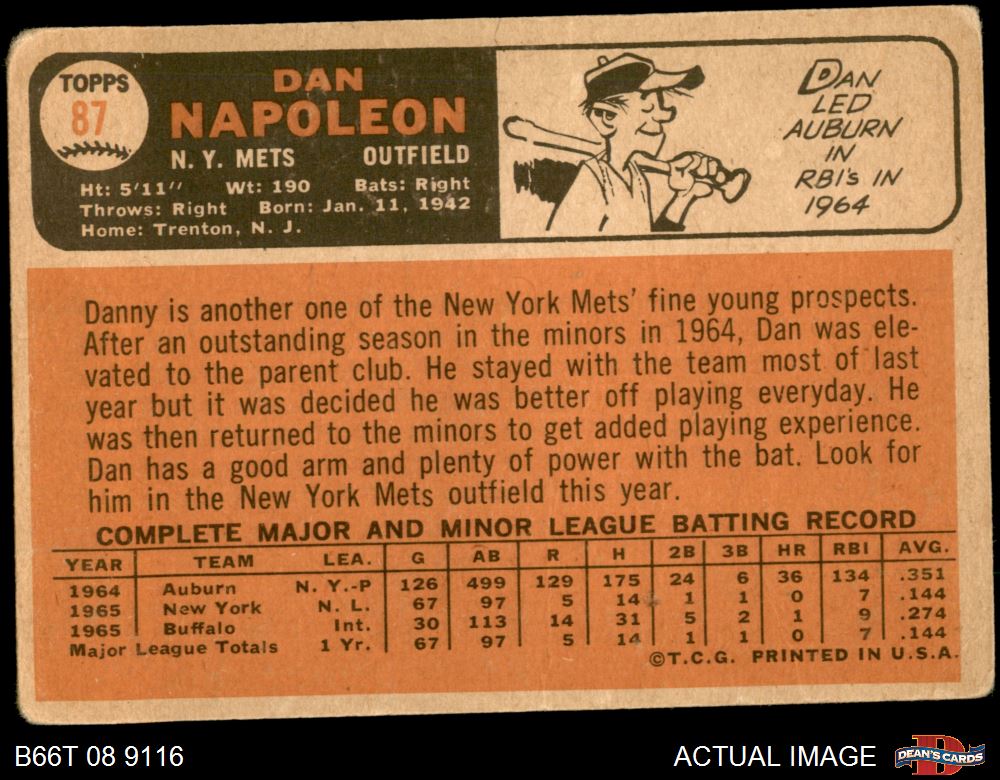 TOPPS
87
DAN
NAPOLEON
N. Y. METS OUTFIELD
Ht: 5'11" Wt: 190 Bats: Right
Throws: Right Born: Jan. 11, 1942
Home: Trenton, N. J.
DAN
LED
AUBURN
IN
RBI's IN
1964
Danny is another one of the New York Mets' fine young prospects.
After an outstanding season in the minors in 1964, Dan was ele-
vated to the parent club. He stayed with the team most of last
year but it was decided he was better off playing everyday. He
was then returned to the minors to get added playing experience.
Dan has a good arm and plenty of power with the bat. Look for
him in the New York Mets outfield this year.
COMPLETE MAJOR AND MINOR LEAGUE BATTING RECORD
YEAR TEAM LEA. G AB R H 2B 3B HR RBI AVG.
1964 Auburn N. Y.-P 126 499 129 175 24 6 36 134 .351
1965 New York N. L. 67 97 5 14 1 1 0 7 .144
1965 Buffalo Int. 30 113 14 31 5 2 1 9 .274
Major League Totals 1 Yr. 67 97 5 14 1 1 0 7 .144
©T.C.G. PRINTED IN U.S.A.
B66T 08 9116 ACTUAL IMAGE
DEAN'S CARDS